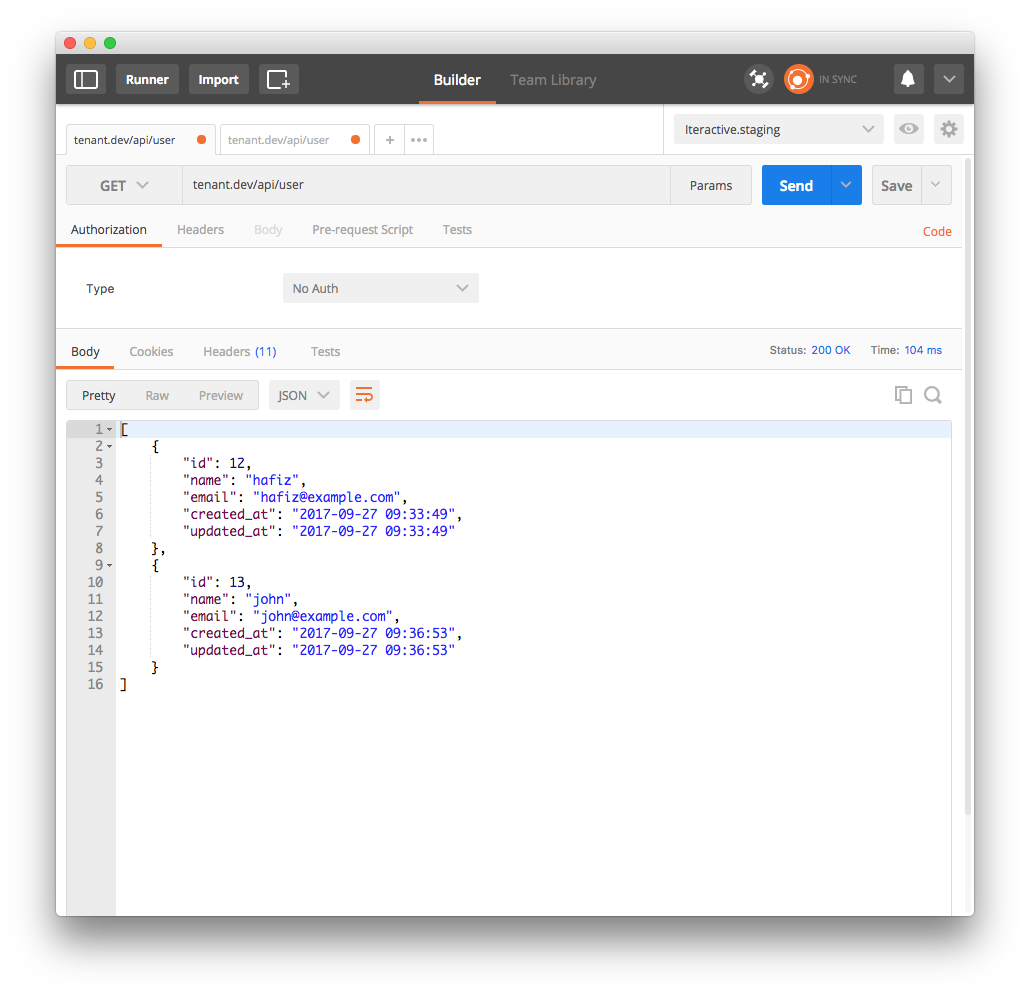 Runner Import Builder Team Library IN SYNC
tenant.dev/api/user tenant.dev/api/user + ••• Iteractive.staging
GET tenant.dev/api/user Params Send Save
Authorization Headers Body Pre-request Script Tests Code
Type No Auth
Body Cookies Headers (11) Tests Status: 200 OK Time: 104 ms
Pretty Raw Preview JSON
1 [
2 {
3 "id": 12,
4 "name": "hafiz",
5 "email": "hafiz@example.com",
6 "created_at": "2017-09-27 09:33:49",
7 "updated_at": "2017-09-27 09:33:49"
8 },
9 {
10 "id": 13,
11 "name": "john",
12 "email": "john@example.com",
13 "created_at": "2017-09-27 09:36:53",
14 "updated_at": "2017-09-27 09:36:53"
15 }
16 ]